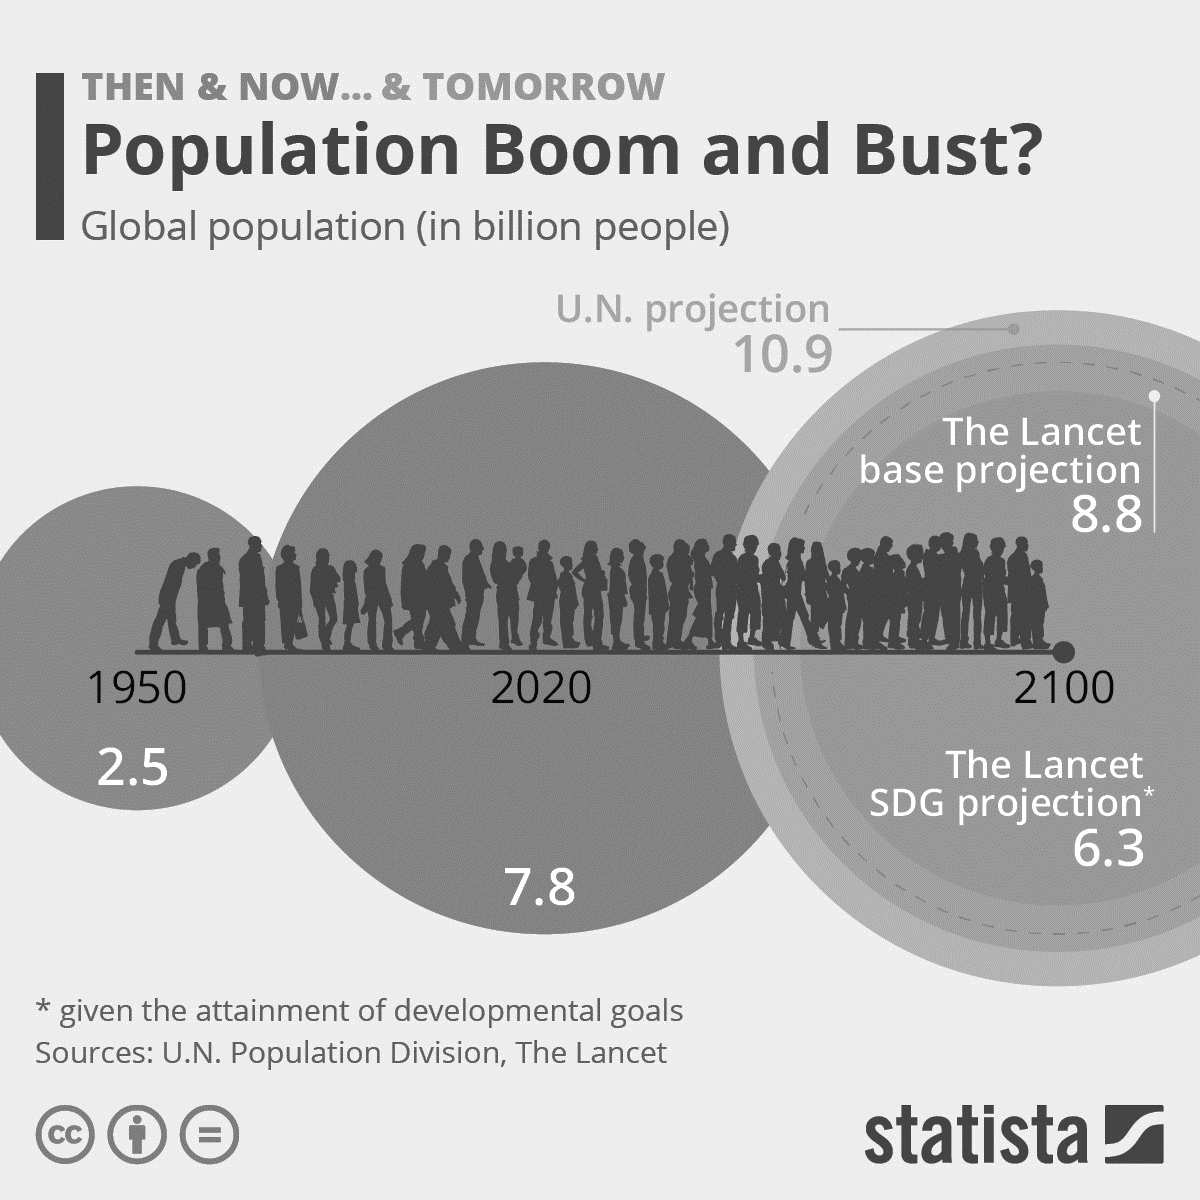 THEN & NOW... & TOMORROW
Population Boom and Bust?
Global population (in billion people)
U.N. projection
10.9
The Lancet
base projection
8.8
1950
2020
2100
2.5
The Lancet
SDG projection*
6.3
7.8
* given the attainment of developmental goals
Sources: U.N. Population Division, The Lancet
cc
statista